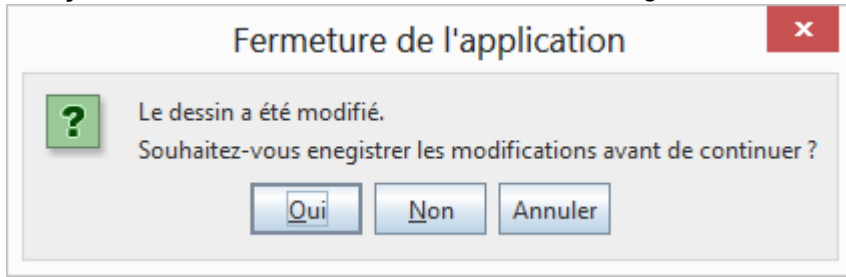 Fermeture de l'application
x
?
Le dessin a été modifié.
Souhaitez-vous enegistrer les modifications avant de continuer ?
Oui Non Annuler